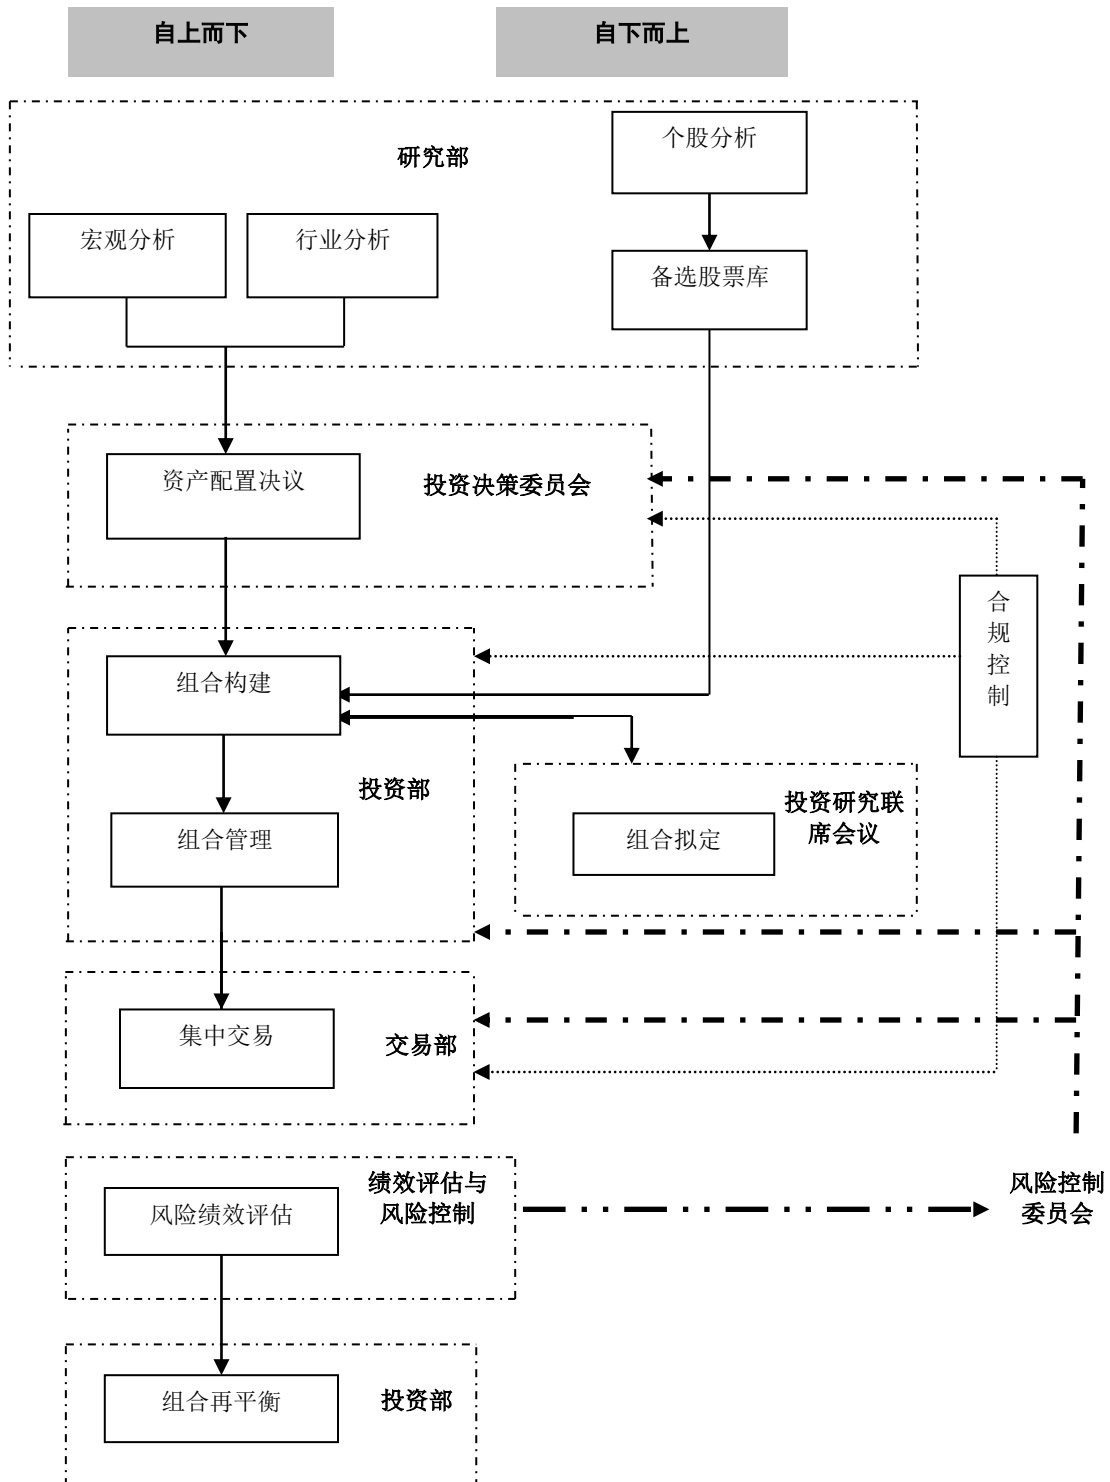 自上而下
自下而上
个股分析
研究部
宏观分析
行业分析
备选股票库
资产配置决议
投资决策委员会
合
规
控
制
组合构建
投资部
投资研究联
席会议
组合管理
组合拟定
集中交易
交易部
绩效评估与
风险控制
风险绩效评估
风险控制
委员会
组合再平衡
投资部